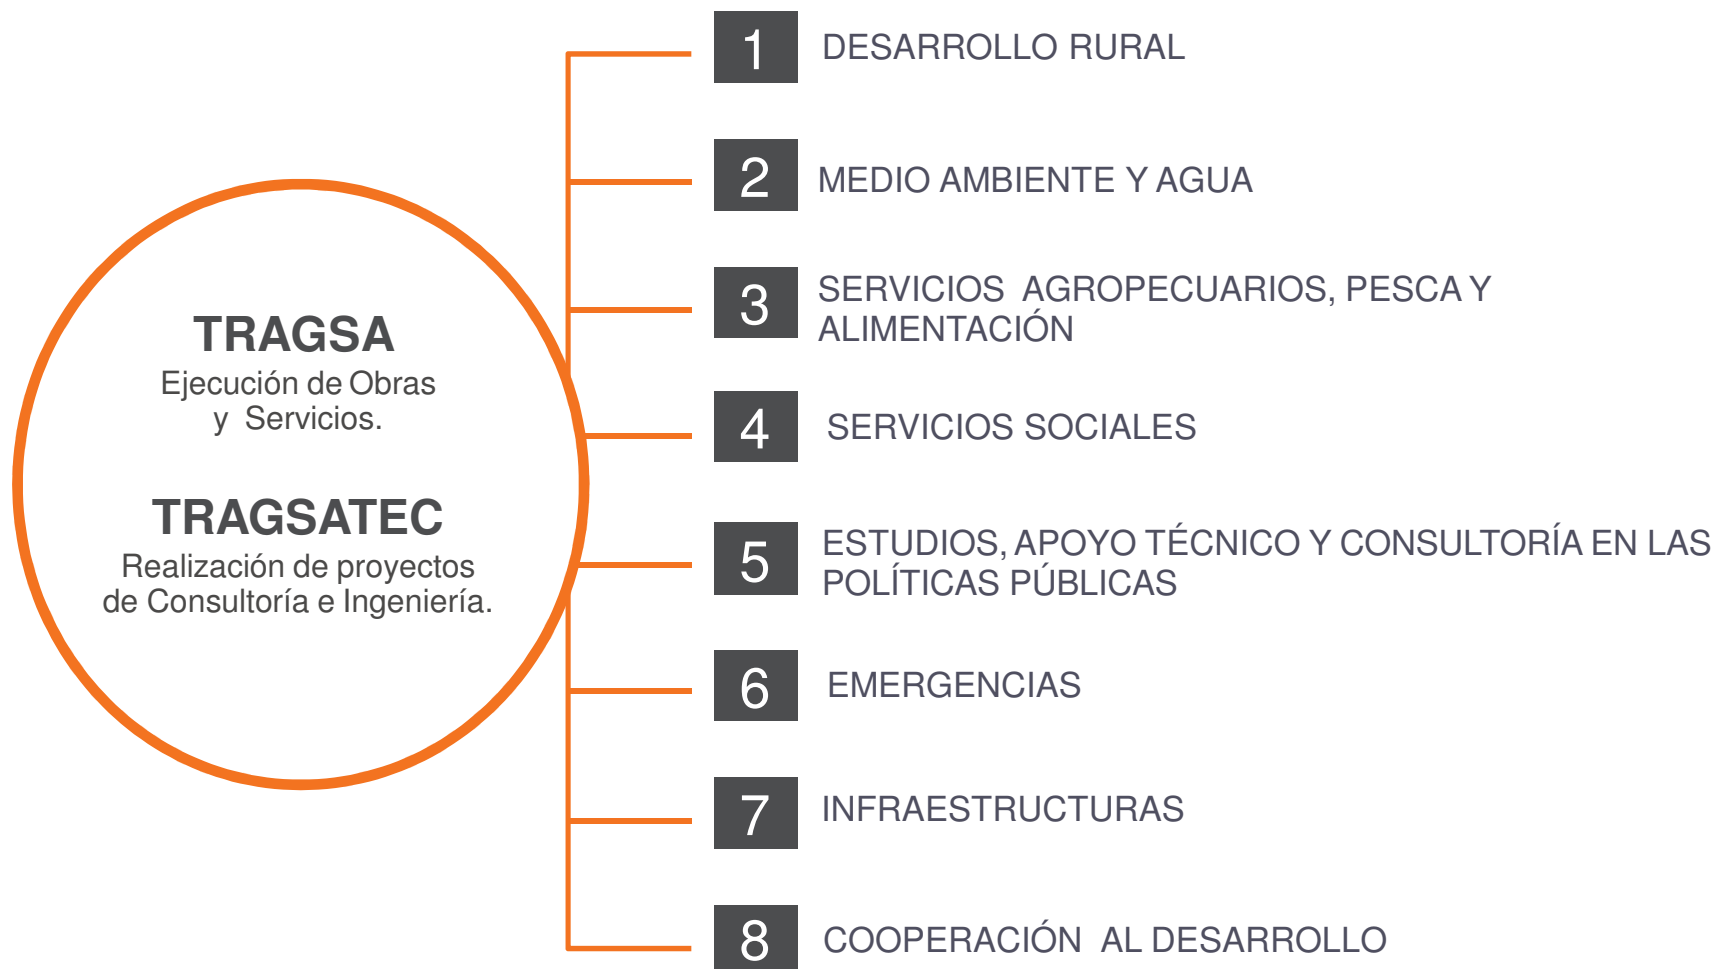 TRAGSA
Ejecución de Obras
y Servicios.
TRAGSATEC
Realización de proyectos
de Consultoría e Ingeniería.
1 DESARROLLO RURAL
2 MEDIO AMBIENTE Y AGUA
3 SERVICIOS AGROPECUARIOS, PESCA Y
ALIMENTACIÓN
4 SERVICIOS SOCIALES
5 ESTUDIOS, APOYO TÉCNICO Y CONSULTORÍA EN LAS
POLÍTICAS PÚBLICAS
6 EMERGENCIAS
7 INFRAESTRUCTURAS
8 COOPERACIÓN AL DESARROLLO